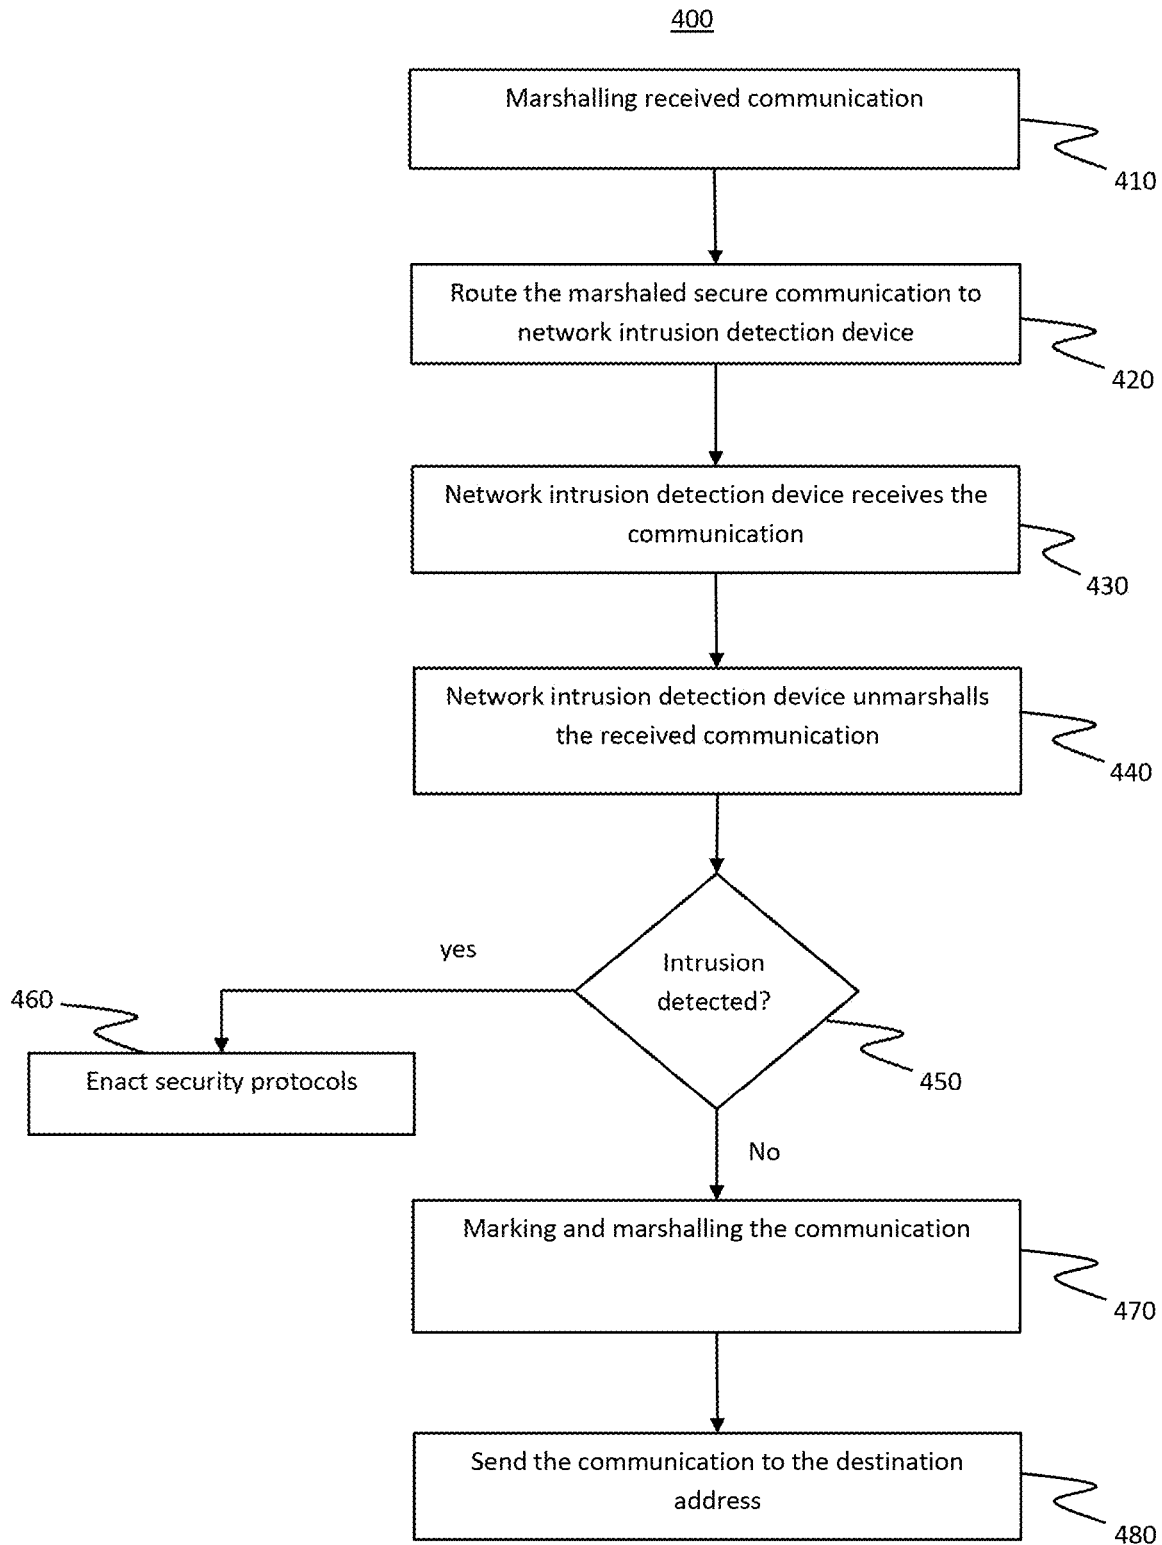 400
Marshalling received communication
410
Route the marshaled secure communication to
network intrusion detection device
420
Network intrusion detection device receives the
communication
430
Network intrusion detection device unmarshalls
the received communication
440
yes
Intrusion
detected?
460
450
Enact security protocols
No
Marking and marshalling the communication
470
Send the communication to the destination
address
480